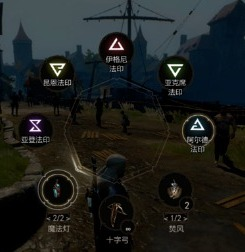 伊格尼
法印
昆恩法印
亚克席
法印
亚登法印
阿尔德
法印
2
<2/2>
魔法灯
∞
十字弓
<1/2>
焚风